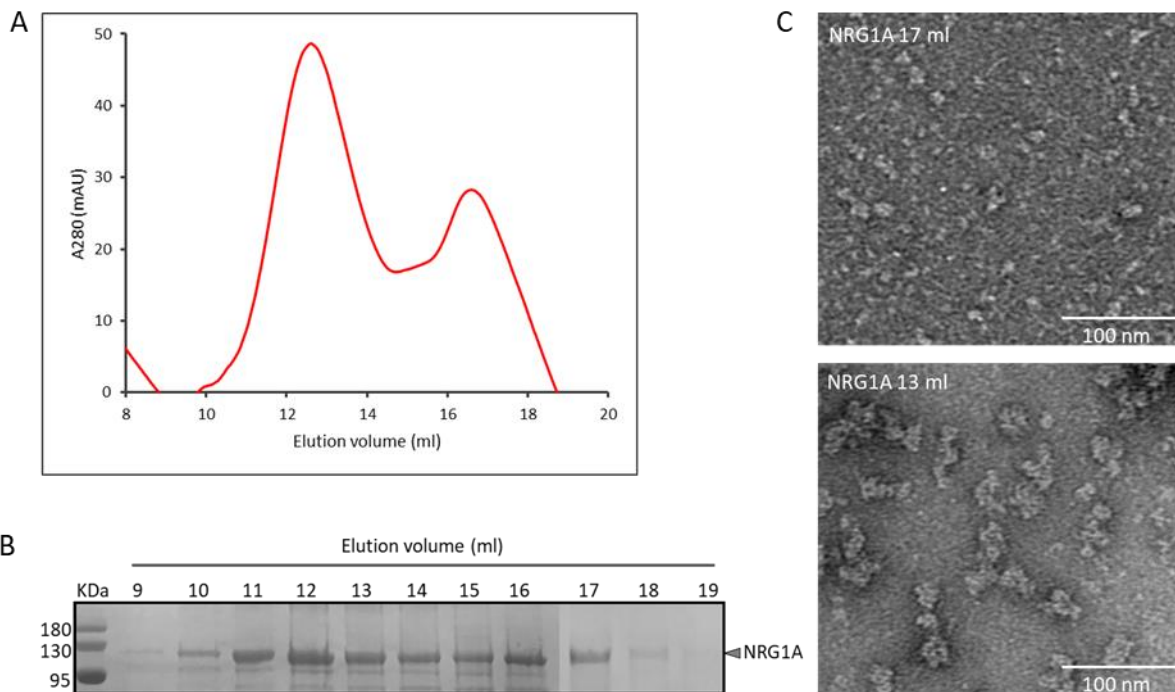 A
50
40
30
20
10
0
A280 (mAU)
8 10 12 14 16 18 20
Elution volume (ml)
B
Elution volume (ml)
KDa 9 10 11 12 13 14 15 16 17 18 19
180
130
95
NRG1A
C
NRG1A 17 ml
100 nm
NRG1A 13 ml
100 nm